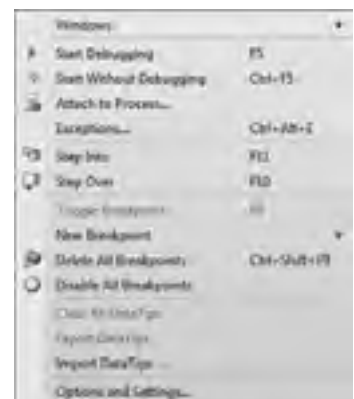 Windows
Start Debugging F5
Start Without Debugging Ctrl+F5
Attach to Process...
Exceptions... Ctrl+Alt+E
Step Into F11
Step Over F10
Toggle Breakpoint F9
New Breakpoint
Delete All Breakpoints Ctrl+Shift+F9
Disable All Breakpoints
Clear All DataTips
Export DataTips ...
Import DataTips ...
Options and Settings...